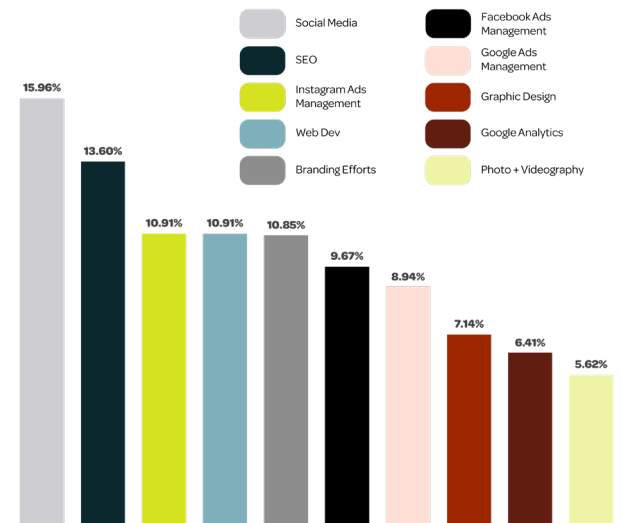 Social Media
Facebook Ads
Management
SEO
Google Ads
Management
Instagram Ads
Management
Graphic Design
Web Dev
Google Analytics
Branding Efforts
Photo + Videography
15.96%
13.60%
10.91%
10.91%
10.85%
9.67%
8.94%
7.14%
6.41%
5.62%